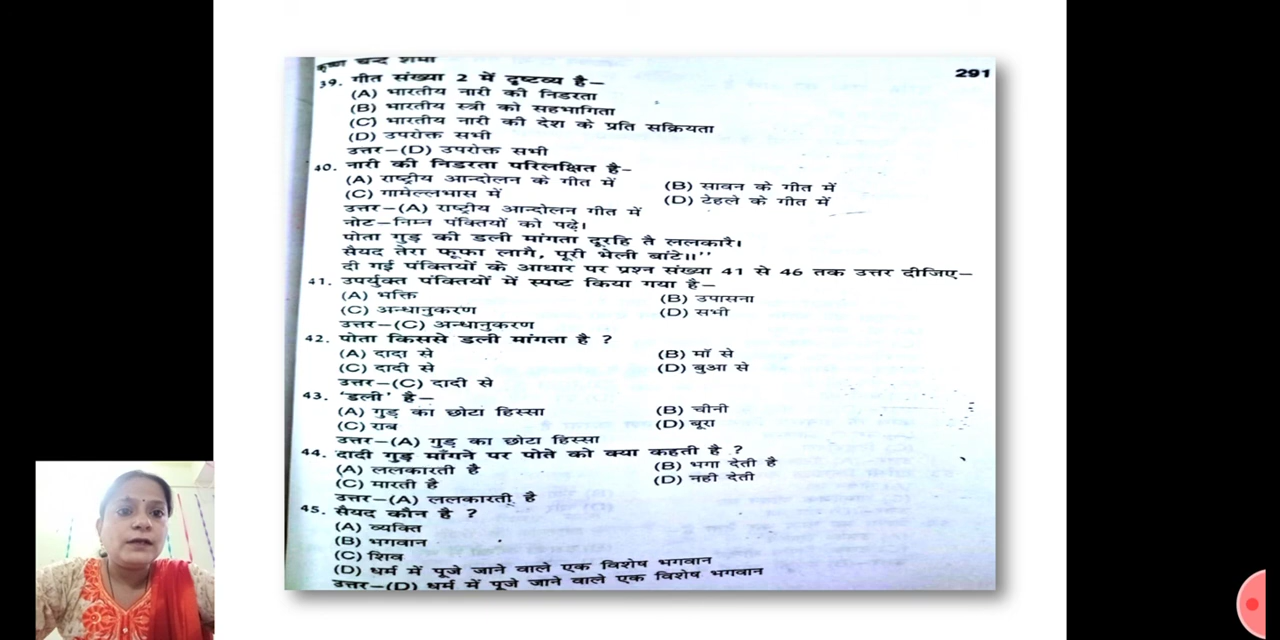 कृष्ण चन्द शर्मा
291
39. गीत संख्या 2 में दृष्टव्य है–
(A) भारतीय नारी की निडरता
(B) भारतीय स्त्री को सहभागिता
(C) भारतीय नारी की देश के प्रति सक्रियता
(D) उपरोक्त सभी
उत्तर–(D) उपरोक्त सभी
40. नारी की निडरता परिलक्षित है–
(A) राष्ट्रीय आन्दोलन के गीत में (B) सावन के गीत में
(C) गामेल्लभास में (D) टेहले के गीत में
उत्तर–(A) राष्ट्रीय आन्दोलन गीत में
नोट–निम्न पंक्तियों को पढ़े।
पोता गुड़ की डली मांगता दूरहि तै ललकारै।
सैयद तेरा फूफा लागै, पूरी भेली बांटे।।’’
दी गई पंक्तियों के आधार पर प्रश्न संख्या 41 से 46 तक उत्तर दीजिए–
41. उपर्युक्त पंक्तियों में स्पष्ट किया गया है–
(A) भक्ति (B) उपासना
(C) अन्धानुकरण (D) सभी
उत्तर–(C) अन्धानुकरण
42. पोता किससे डली मांगता है ?
(A) दादा से (B) माँ से
(C) दादी से (D) बुआ से
उत्तर–(C) दादी से
43. ‘डली’ है–
(A) गुड़ का छोटा हिस्सा (B) चीनी
(C) राब (D) बूरा
उत्तर–(A) गुड़ का छोटा हिस्सा
44. दादी गुड़ माँगने पर पोते को क्या कहती है ?
(A) ललकारती है (B) भगा देती है
(C) मारती है (D) नही देती
उत्तर–(A) ललकारती है
45. सैयद कौन है ?
(A) व्यक्ति
(B) भगवान
(C) शिव
(D) धर्म में पूजे जाने वाले एक विशेष भगवान
उत्तर–(D) धर्म में पूजे जाने वाले एक विशेष भगवान